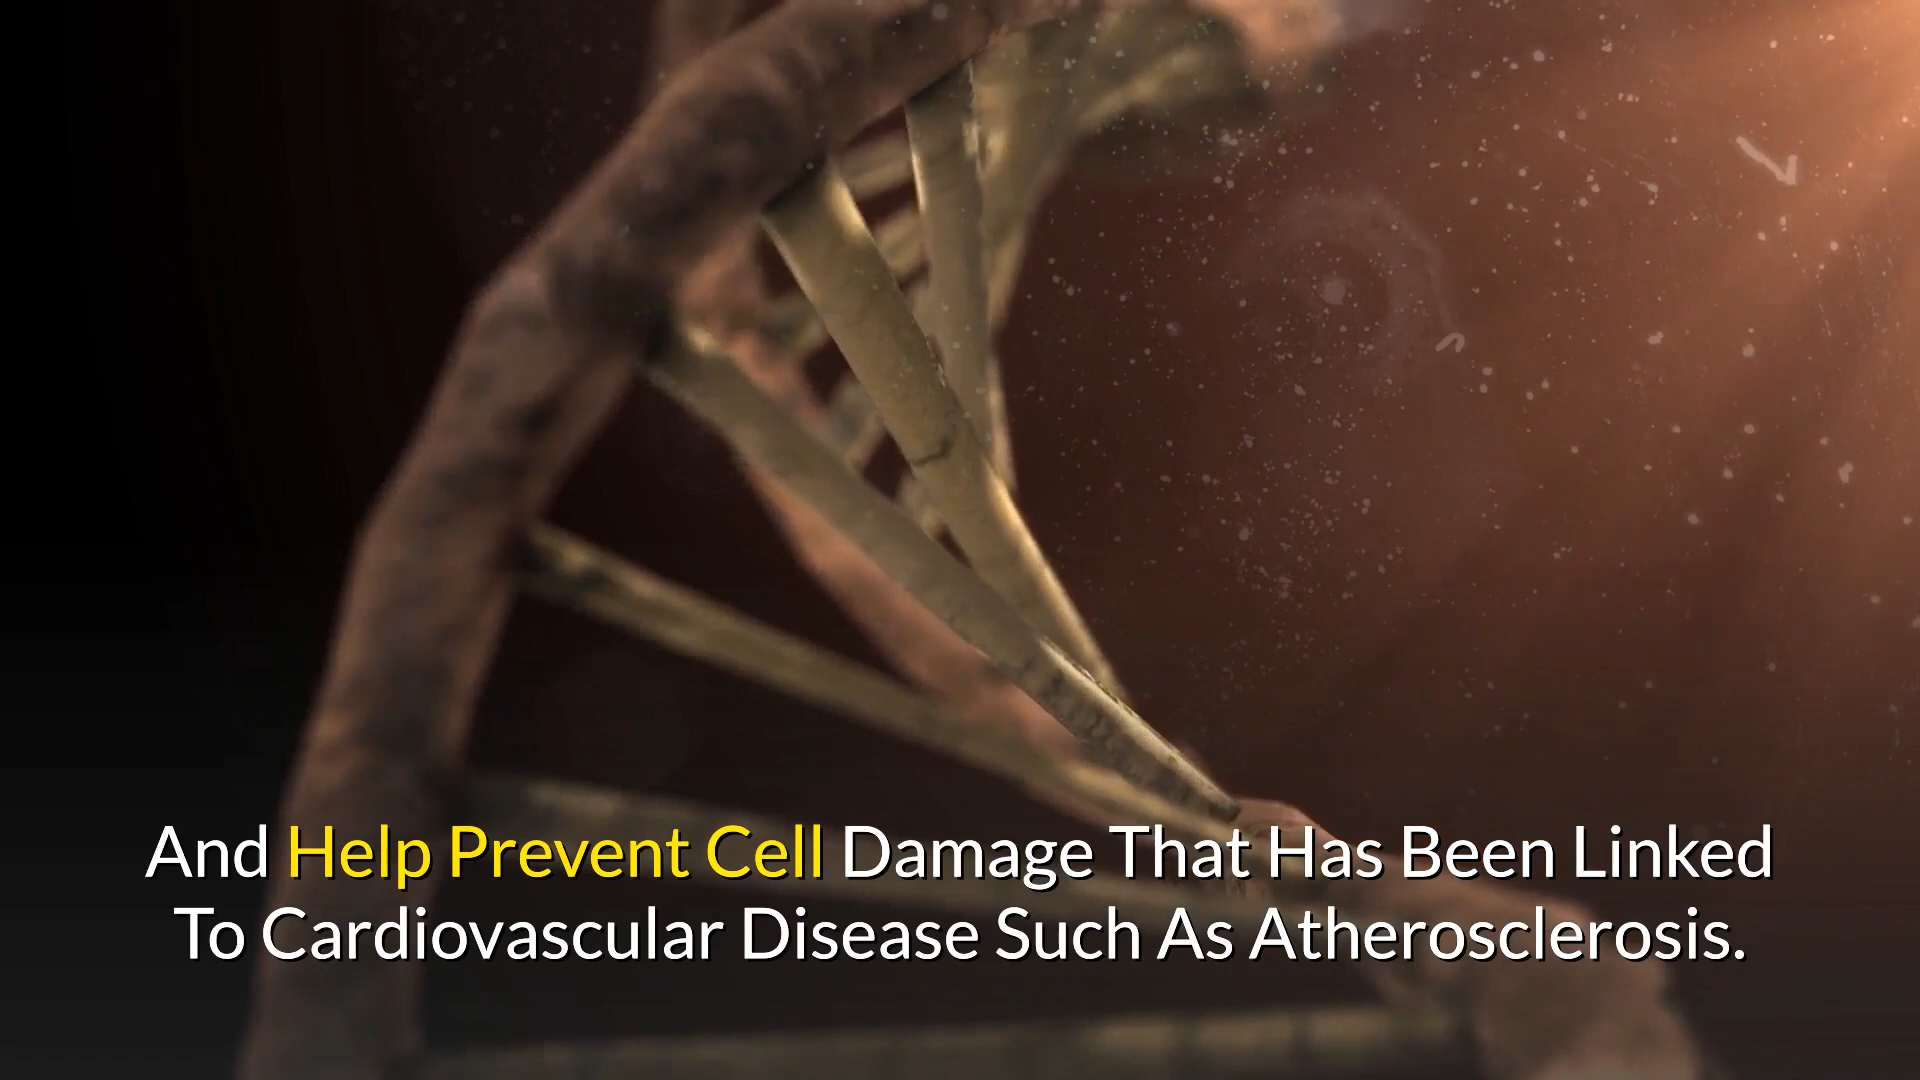 And Help Prevent Cell Damage That Has Been Linked
To Cardiovascular Disease Such As Atherosclerosis.